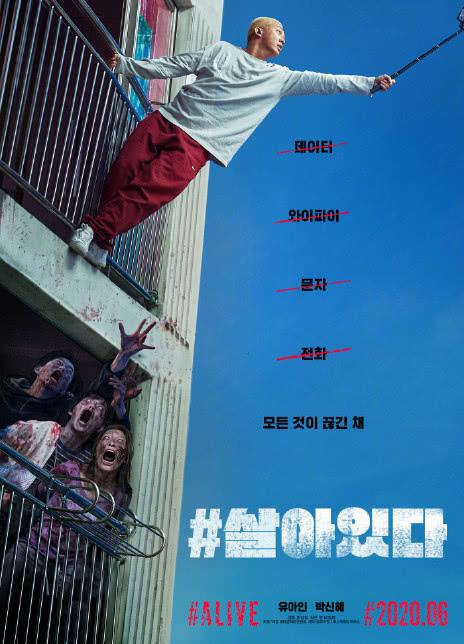 데이터
와이파이
문자
전화
모든 것이 끊긴 채
#살아있다
#ALIVE
유아인 박신혜
#2020.06